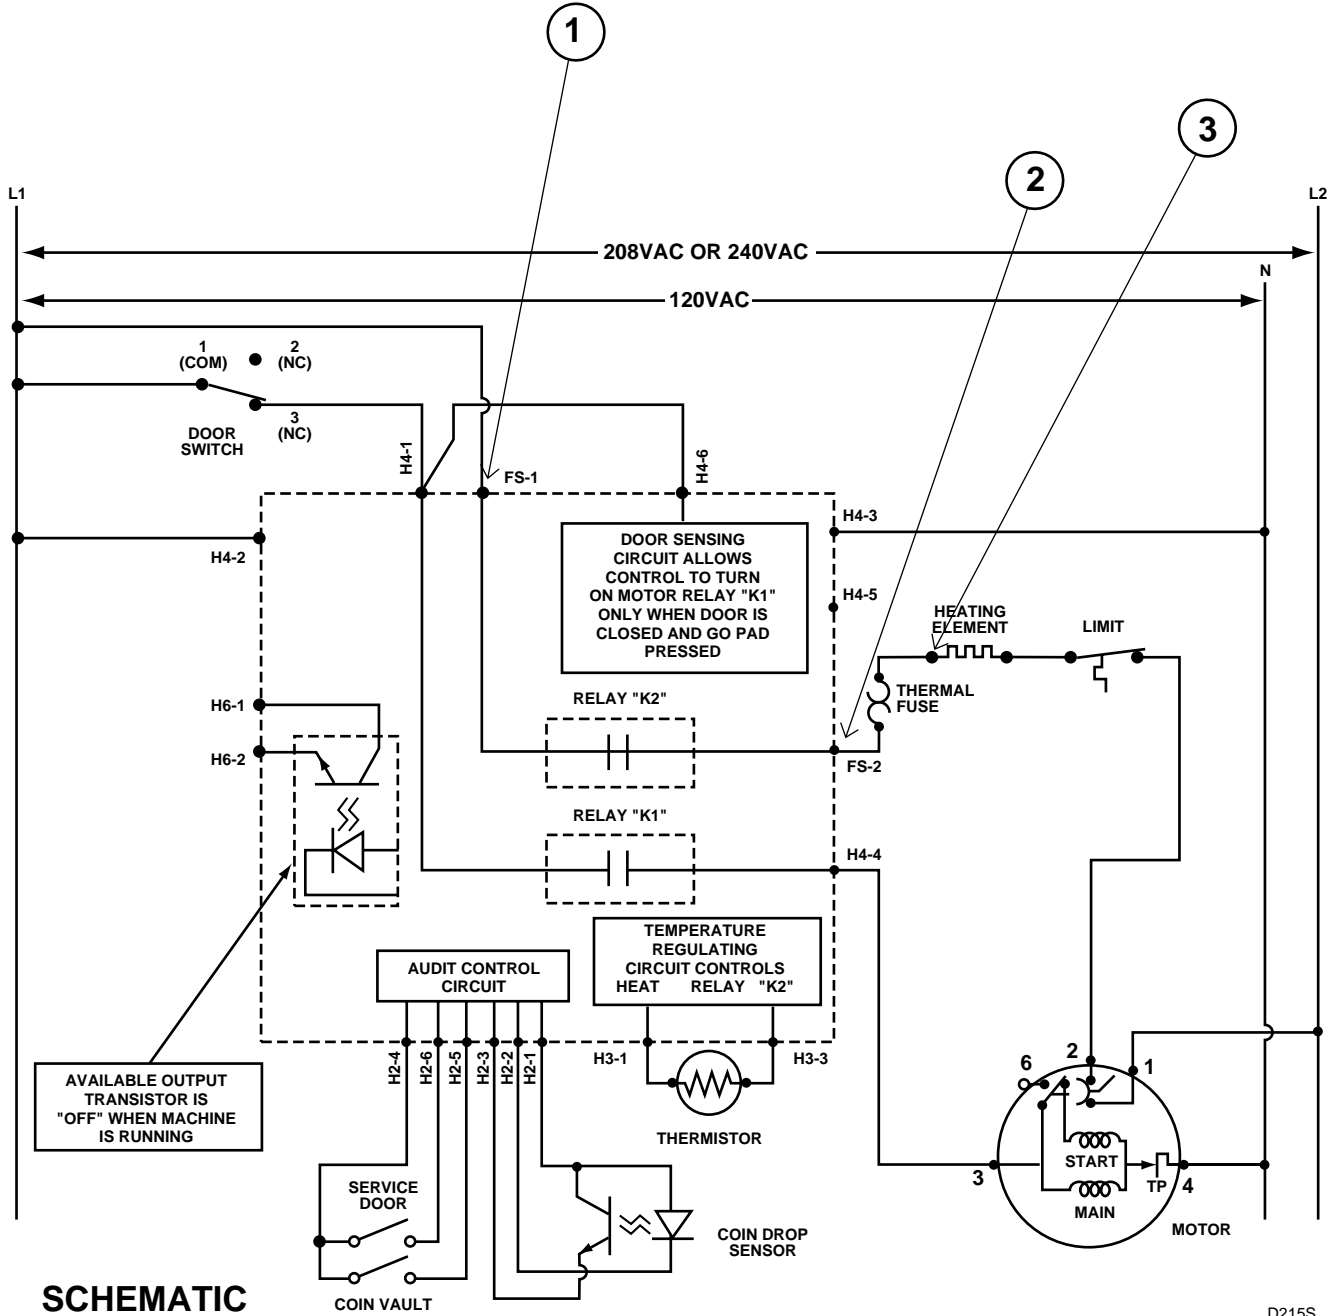 1
3
2
L1
L2
208VAC OR 240VAC
N
120VAC
1
(COM)
2
(NC)
3
(NC)
DOOR
SWITCH
H4-1
FS-1
H4-6
H4-2
DOOR SENSING
CIRCUIT ALLOWS
CONTROL TO TURN
ON MOTOR RELAY "K1"
ONLY WHEN DOOR IS
CLOSED AND GO PAD
PRESSED
H4-3
H4-5
HEATING
ELEMENT
LIMIT
THERMAL
FUSE
H6-1
H6-2
RELAY "K2"
FS-2
RELAY "K1"
H4-4
AUDIT CONTROL
CIRCUIT
TEMPERATURE
REGULATING
CIRCUIT CONTROLS
HEAT RELAY "K2"
H2-4
H2-6
H2-5
H2-3
H2-2
H2-1
H3-1
H3-3
AVAILABLE OUTPUT
TRANSISTOR IS
"OFF" WHEN MACHINE
IS RUNNING
THERMISTOR
6
2
1
START
3
TP
4
MAIN
MOTOR
SERVICE
DOOR
COIN DROP
SENSOR
COIN VAULT
SCHEMATIC
D215S